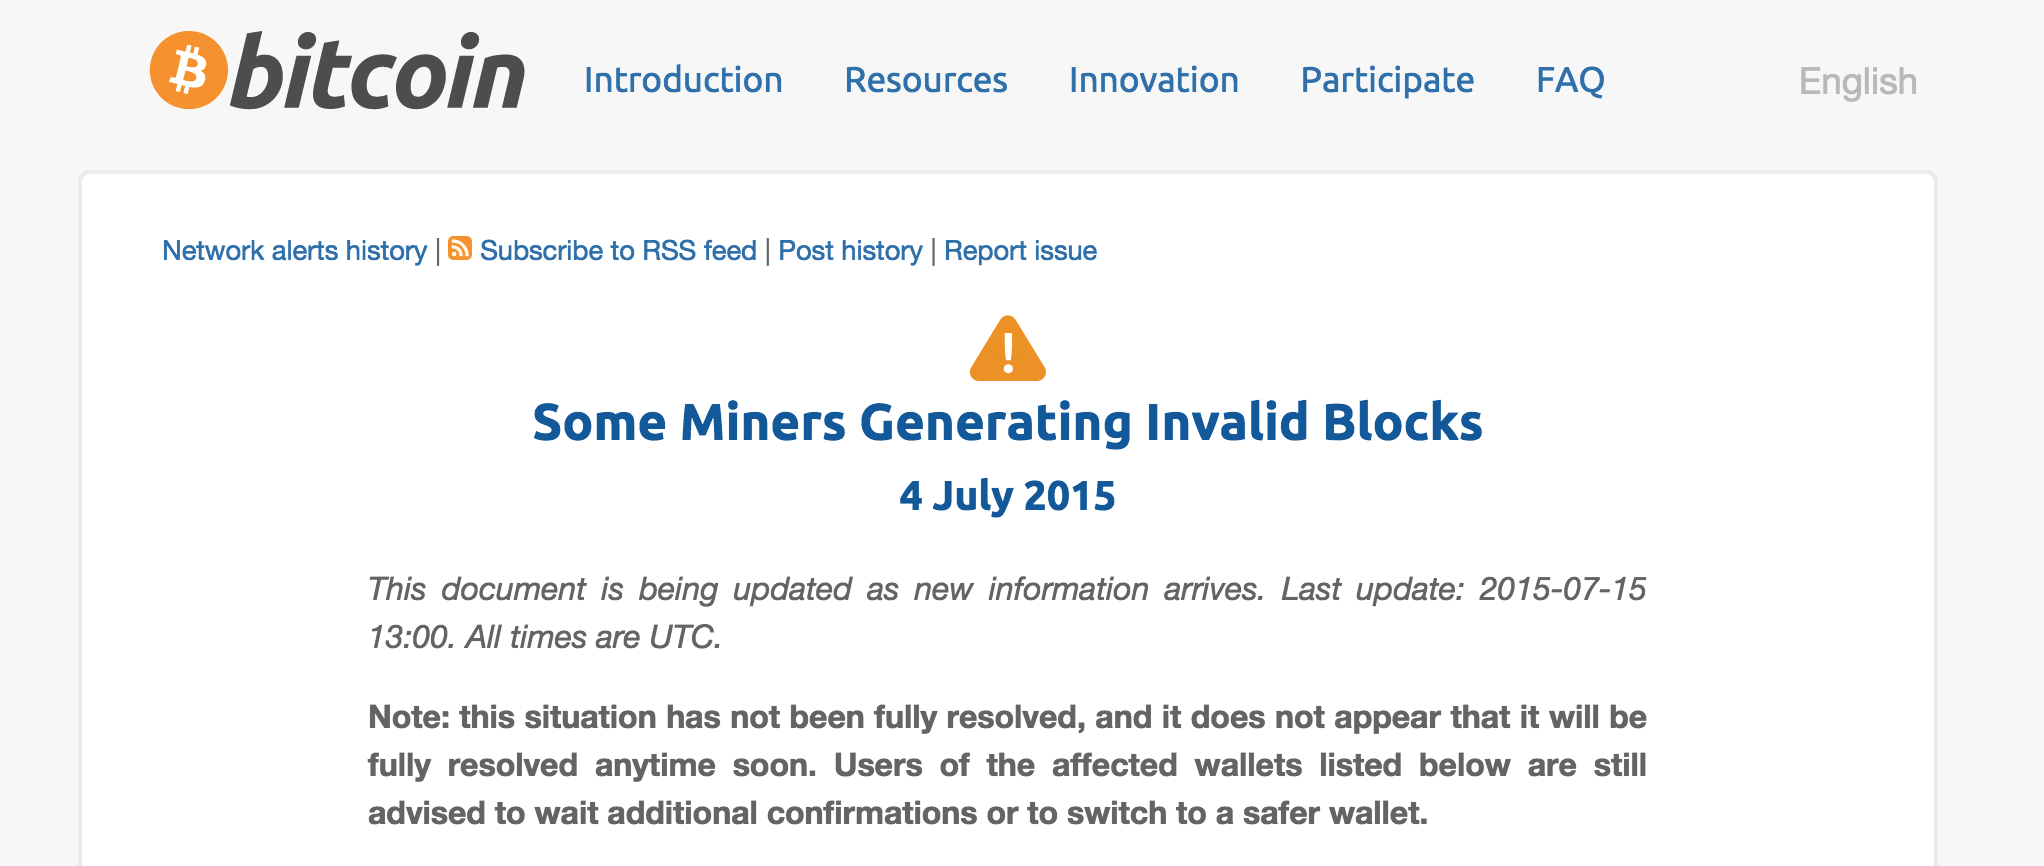 bitcoin
Introduction Resources Innovation Participate FAQ English
Network alerts history | Subscribe to RSS feed | Post history | Report issue
Some Miners Generating Invalid Blocks
4 July 2015
This document is being updated as new information arrives. Last update: 2015-07-15
13:00. All times are UTC.
Note: this situation has not been fully resolved, and it does not appear that it will be
fully resolved anytime soon. Users of the affected wallets listed below are still
advised to wait additional confirmations or to switch to a safer wallet.